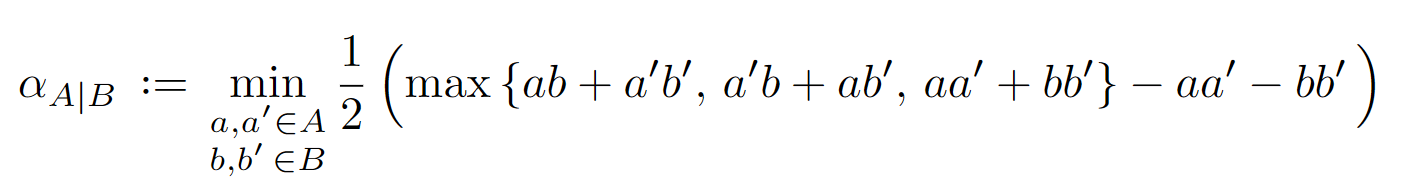 α_{A|B} := min_{a,a′∈A b,b′∈B} 1/2 (max {ab + a′b′, a′b + ab′, aa′ + bb′} − aa′ − bb′)